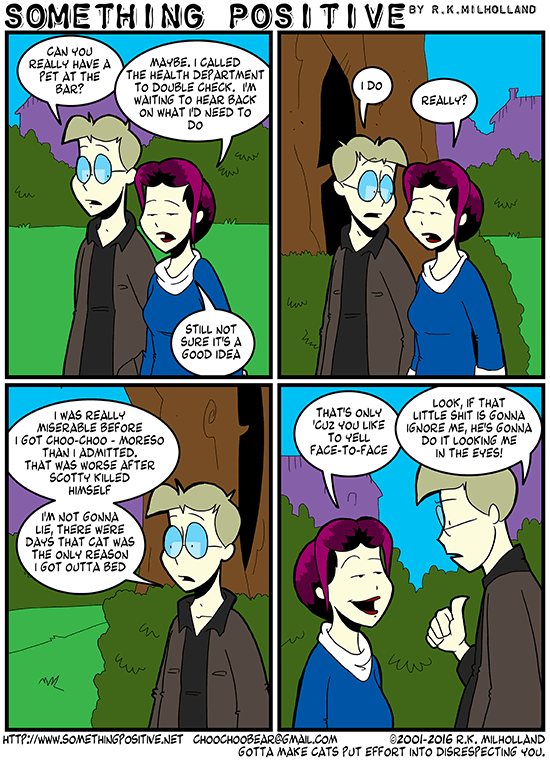 SOMETHING POSITIVE BY R.K.MILHOLLAND
CAN YOU
REALLY HAVE A
PET AT THE
BAR?
MAYBE. I CALLED
THE HEALTH DEPARTMENT
TO DOUBLE CHECK. I'M
WAITING TO HEAR BACK
ON WHAT I'D NEED TO
DO
STILL NOT
SURE IT'S A
GOOD IDEA
I DO
REALLY?
I WAS REALLY
MISERABLE BEFORE
I GOT CHOO-CHOO - MORESO
THAN I ADMITTED.
THAT WAS WORSE AFTER
SCOTTY KILLED
HIMSELF
I'M NOT GONNA
LIE, THERE WERE
DAYS THAT CAT WAS
THE ONLY REASON
I GOT OUTTA BED
THAT'S ONLY
'CUZ YOU LIKE
TO YELL
FACE-TO-FACE
LOOK, IF THAT
LITTLE SHIT IS GONNA
IGNORE ME, HE'S GONNA
DO IT LOOKING ME
IN THE EYES!
HTTP://WWW.SOMETHINGPOSITIVE.NET CHOOCHOOBEAR@GMAIL.COM ©2001-2016 R.K. MILHOLLAND
GOTTA MAKE CATS PUT EFFORT INTO DISRESPECTING YOU.